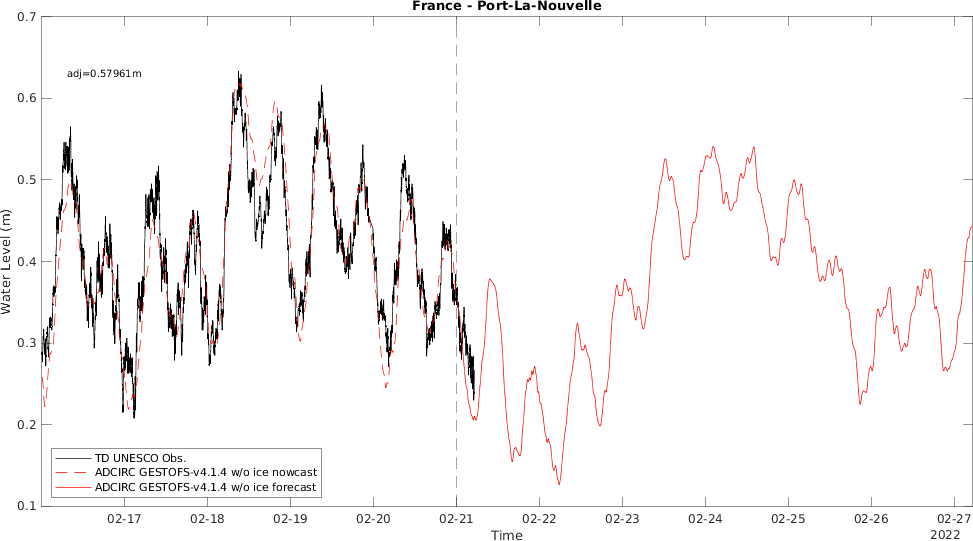 France - Port-La-Nouvelle
0.7
0.6
0.5
0.4
0.3
0.2
0.1
Water Level (m)
adj=0.57961m
TD UNESCO Obs.
ADCIRC GESTOFS-v4.1.4 w/o ice nowcast
ADCIRC GESTOFS-v4.1.4 w/o ice forecast
02-17 02-18 02-19 02-20 02-21 02-22 02-23 02-24 02-25 02-26 02-27
Time
2022